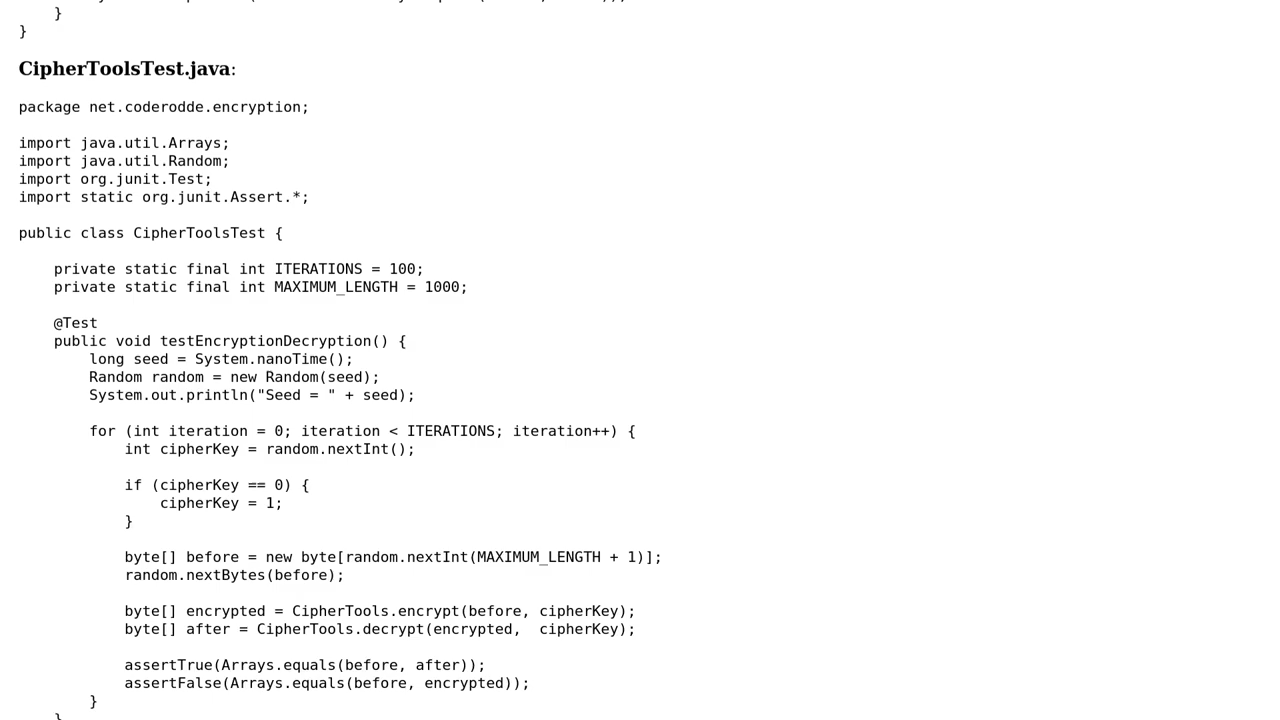 }
}
CipherToolsTest.java:
package net.coderodde.encryption;
import java.util.Arrays;
import java.util.Random;
import org.junit.Test;
import static org.junit.Assert.*;
public class CipherToolsTest {
    private static final int ITERATIONS = 100;
    private static final int MAXIMUM_LENGTH = 1000;
    @Test
    public void testEncryptionDecryption() {
        long seed = System.nanoTime();
        Random random = new Random(seed);
        System.out.println("Seed = " + seed);
        for (int iteration = 0; iteration < ITERATIONS; iteration++) {
            int cipherKey = random.nextInt();
            if (cipherKey == 0) {
                cipherKey = 1;
            }
            byte[] before = new byte[random.nextInt(MAXIMUM_LENGTH + 1)];
            random.nextBytes(before);
            byte[] encrypted = CipherTools.encrypt(before, cipherKey);
            byte[] after = CipherTools.decrypt(encrypted,  cipherKey);
            assertTrue(Arrays.equals(before, after));
            assertFalse(Arrays.equals(before, encrypted));
        }
    }